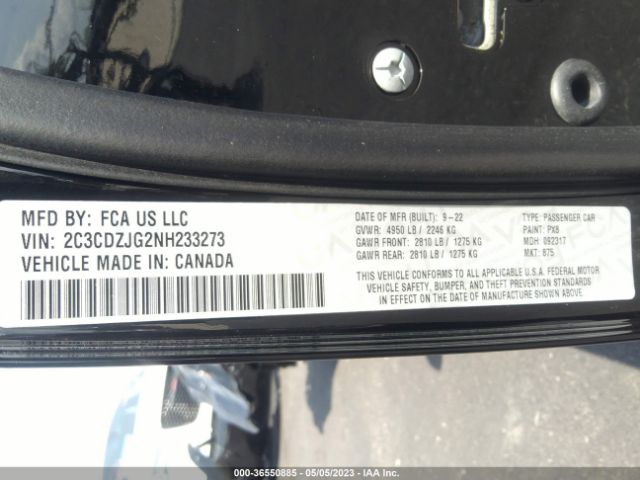 MFD BY: FCA US LLC
VIN: 2C3CDZJG2NH233273
VEHICLE MADE IN: CANADA
DATE OF MFR (BUILT): 9-22
GVWR: 4950 LB / 2246 KG
GAWR FRONT: 2810 LB / 1275 KG
GAWR REAR: 2810 LB / 1275 KG
TYPE: PASSENGER CAR
PAINT: PX8
MDH: 092317
MKT: 875
THIS VEHICLE CONFORMS TO ALL APPLICABLE U.S.A. FEDERAL MOTOR
VEHICLE SAFETY, BUMPER, AND THEFT PREVENTION STANDARDS
IN EFFECT ON THE DATE OF MANUFACTURE SHOWN ABOVE
000-36550885 - 05/05/2023 - IAA Inc.